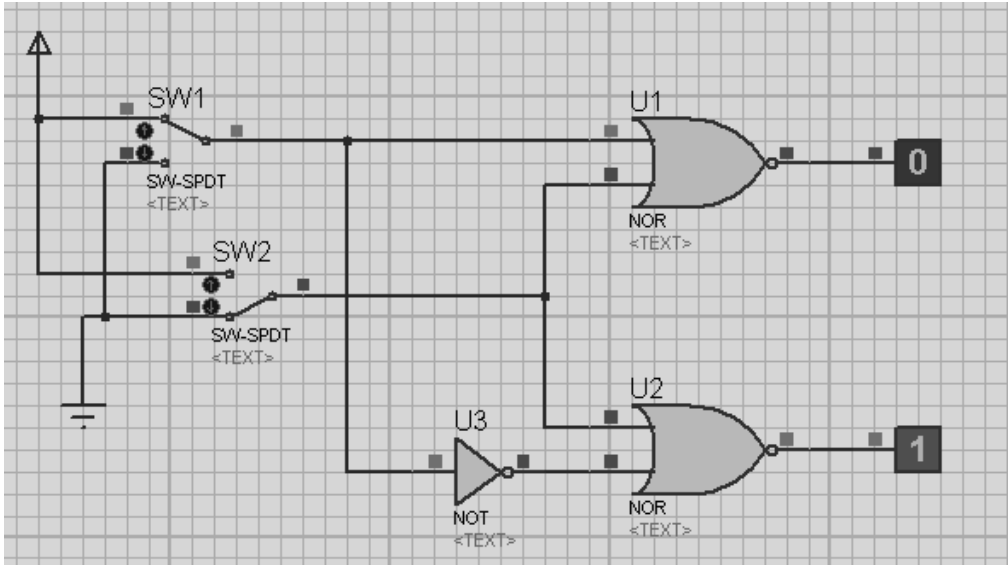 SW1
SW-SPDT
<TEXT>
SW2
SW-SPDT
<TEXT>
U1
NOR
<TEXT>
0
U3
NOT
<TEXT>
U2
NOR
<TEXT>
1